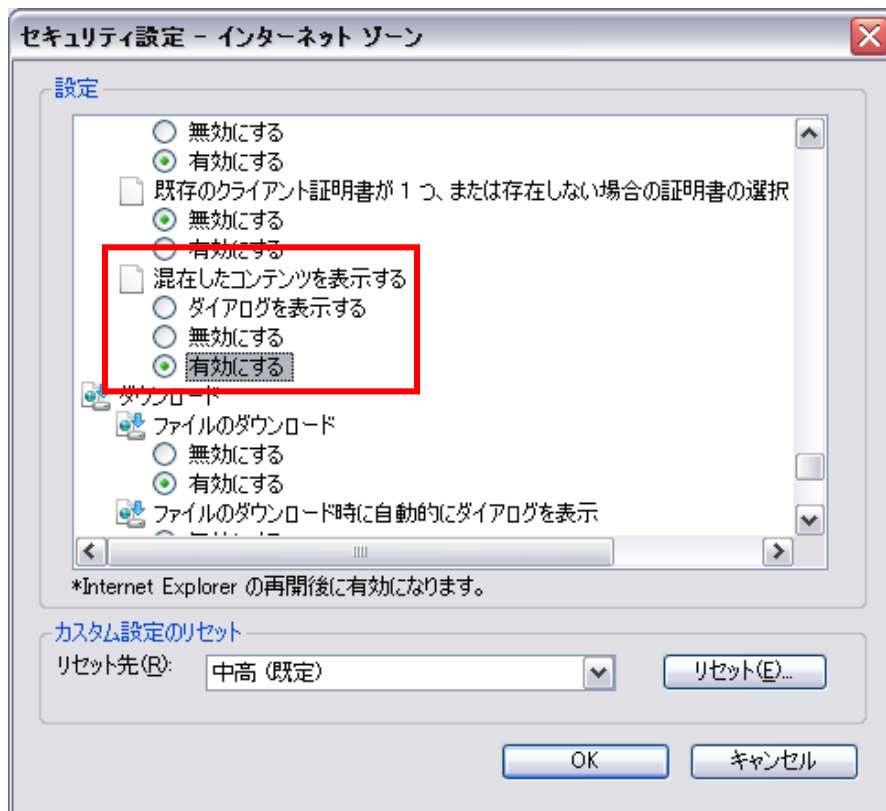 セキュリティ設定 - インターネット ゾーン
設定
無効にする
有効にする
既存のクライアント証明書が 1 つ、または存在しない場合の証明書の選択
無効にする
有効にする
混在したコンテンツを表示する
ダイアログを表示する
無効にする
有効にする
ダウンロード
ファイルのダウンロード
無効にする
有効にする
ファイルのダウンロード時に自動的にダイアログを表示
*Internet Explorer の再開後に有効になります。
カスタム設定のリセット
リセット先(R):
中高 (既定)
リセット(E)...
OK
キャンセル